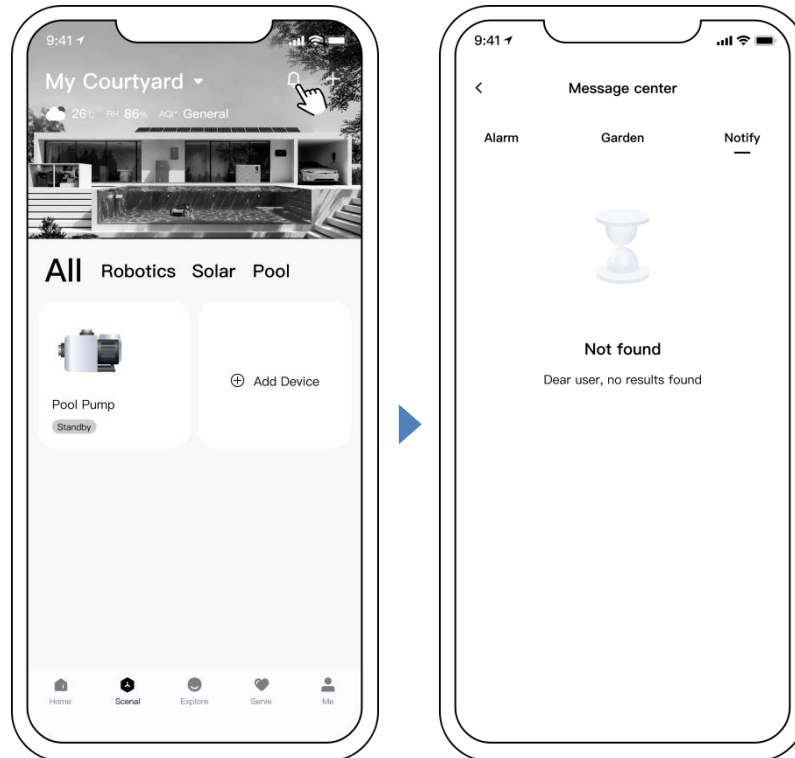 9:41
My Courtyard
26℃ RH 86% AQI* General
All Robotics Solar Pool
Pool Pump
Standby
Add Device
Home Scenal Explore Serve Me
9:41
Message center
Alarm Garden Notify
Not found
Dear user, no results found